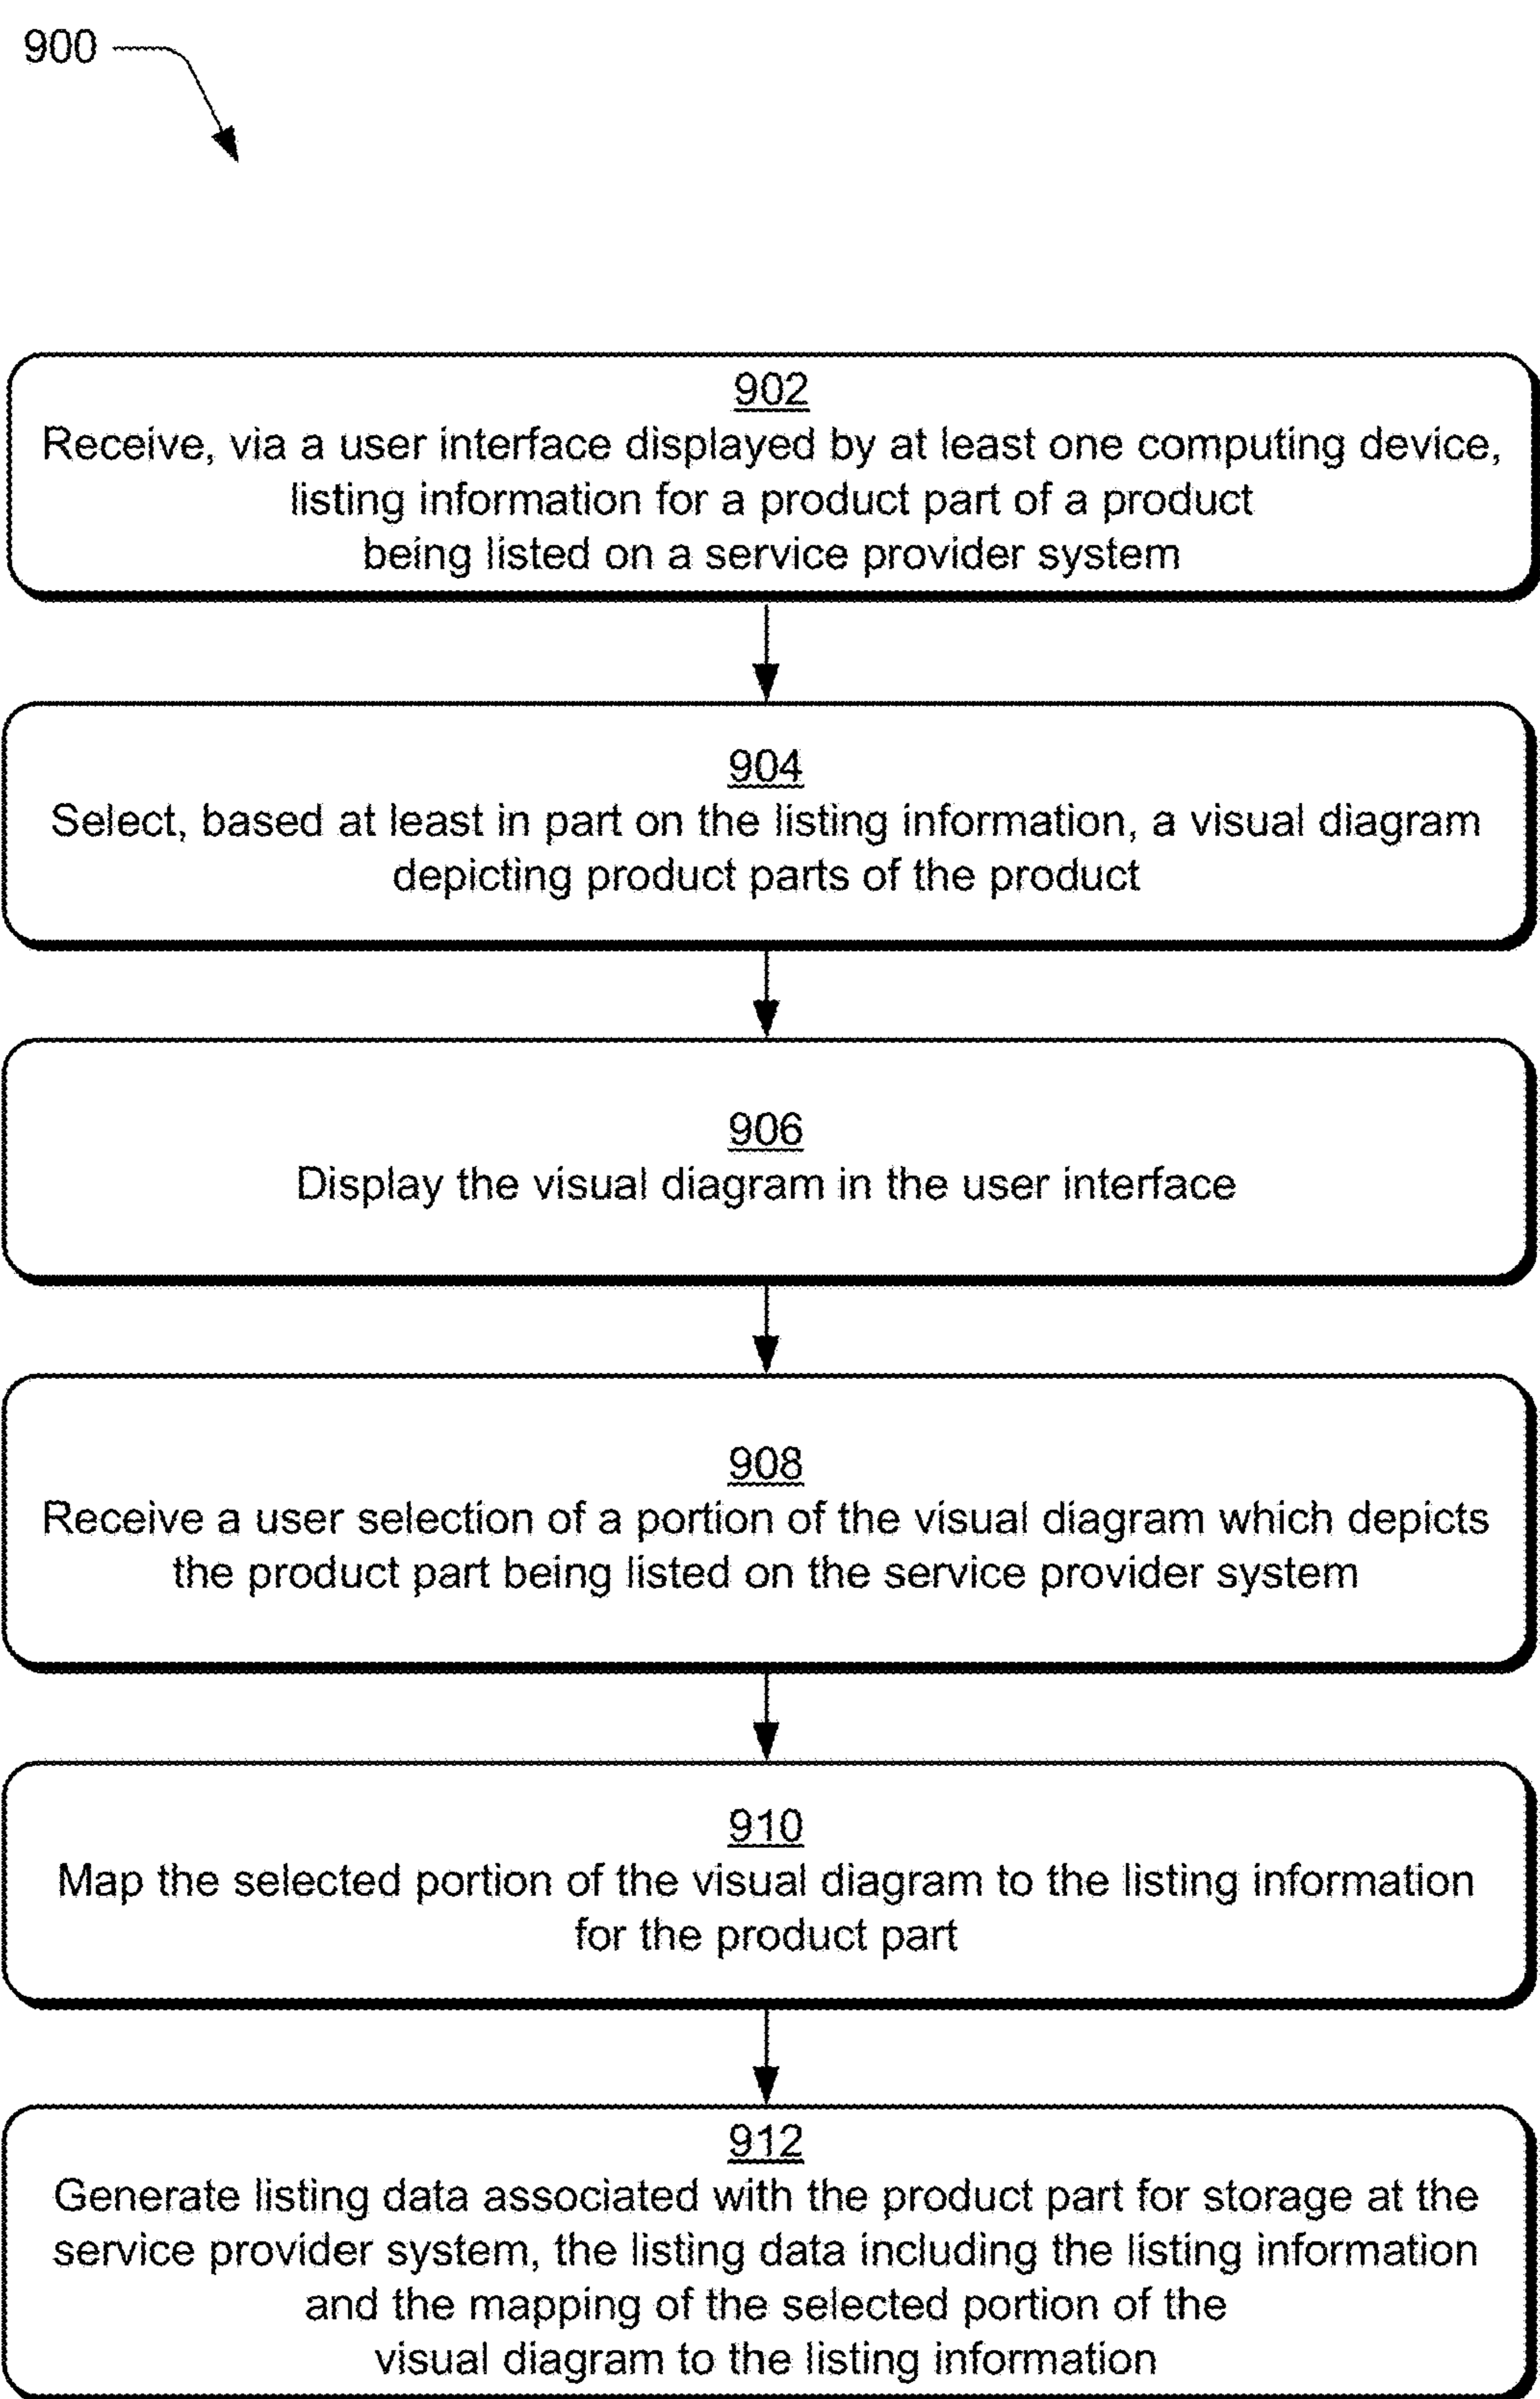 900
902
Receive, via a user interface displayed by at least one computing device,
listing information for a product part of a product
being listed on a service provider system
904
Select, based at least in part on the listing information, a visual diagram
depicting product parts of the product
906
Display the visual diagram in the user interface
908
Receive a user selection of a portion of the visual diagram which depicts
the product part being listed on the service provider system
910
Map the selected portion of the visual diagram to the listing information
for the product part
912
Generate listing data associated with the product part for storage at the
service provider system, the listing data including the listing information
and the mapping of the selected portion of the
visual diagram to the listing information